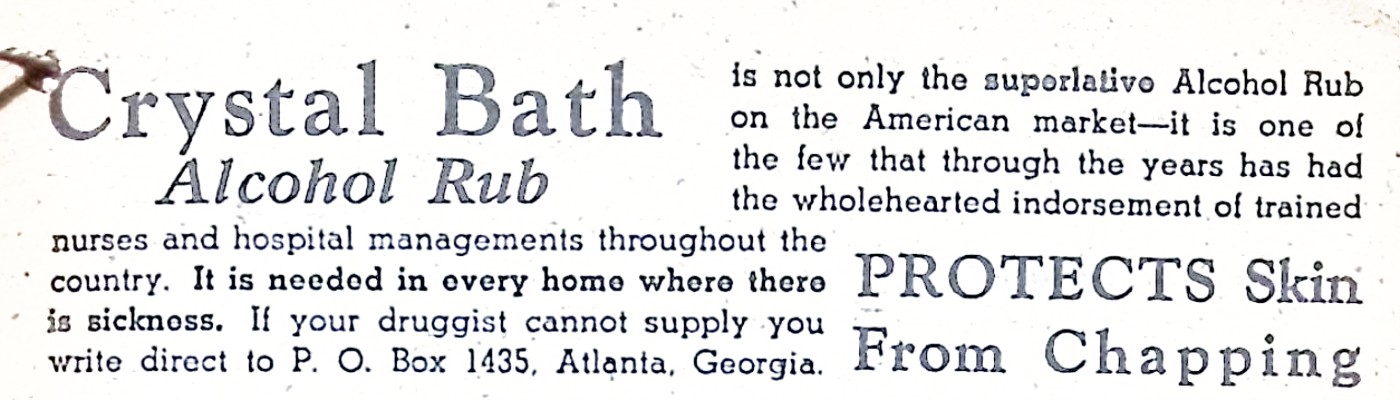 Crystal Bath
Alcohol Rub
is not only the superlative Alcohol Rub
on the American market—it is one of
the few that through the years has had
the wholehearted indorsement of trained
nurses and hospital managements throughout the
country. It is needed in every home where there
is sickness. If your druggist cannot supply you
write direct to P. O. Box 1435, Atlanta, Georgia.
PROTECTS Skin
From Chapping